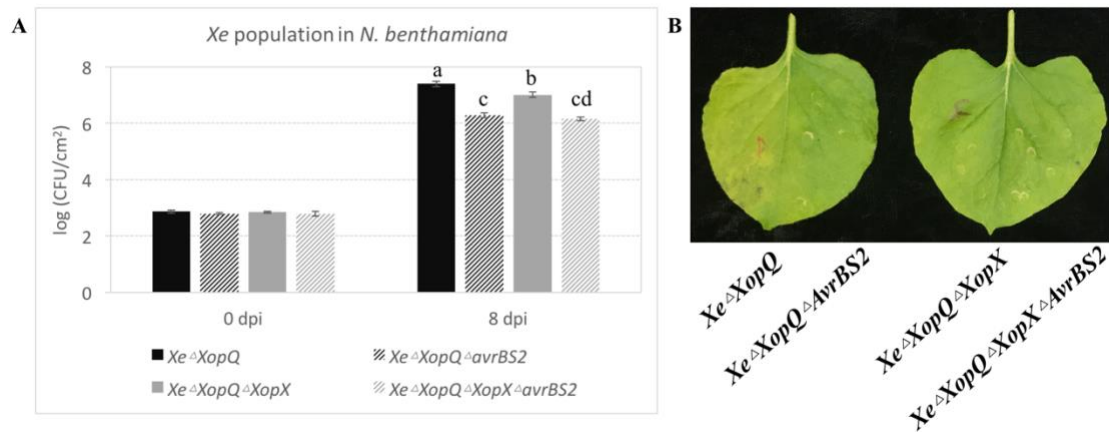 A
B
Xe population in N. benthamiana
log (CFU/cm²)
8
6
4
2
0
a
c
b
cd
0 dpi
8 dpi
Xe△XopQ
Xe△XopQ△avrBS2
Xe△XopQ△XopX
Xe△XopQ△XopX△avrBS2
Xe△XopQ
Xe△XopQ△AvrBS2
Xe△XopQ△XopX
Xe△XopQ△XopX△AvrBS2